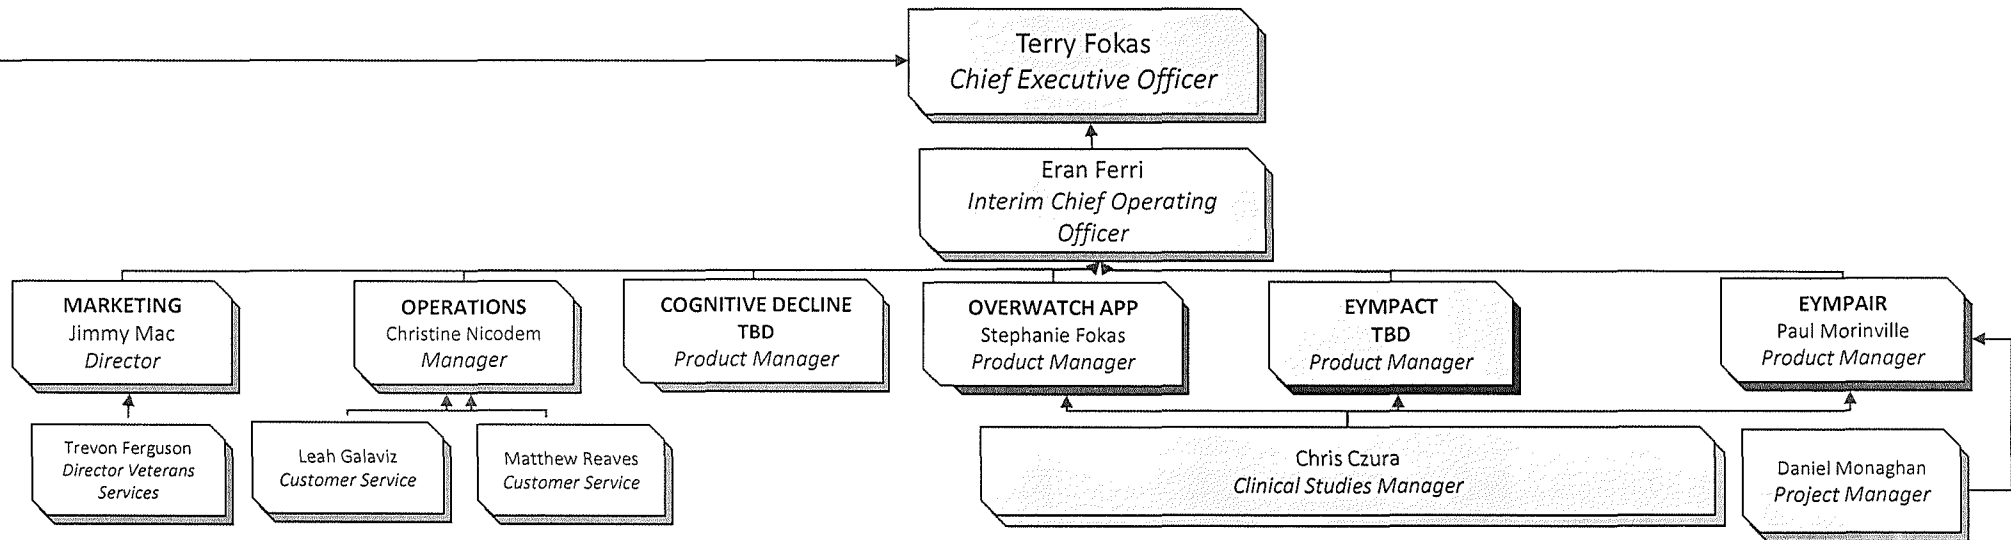 Terry Fokas
Chief Executive Officer
Eran Ferri
Interim Chief Operating
Officer
MARKETING
Jimmy Mac
Director
OPERATIONS
Christine Nicodem
Manager
COGNITIVE DECLINE
TBD
Product Manager
OVERWATCH APP
Stephanie Fokas
Product Manager
EYMPACT
TBD
Product Manager
EYMPAIR
Paul Morinville
Product Manager
Trevon Ferguson
Director Veterans
Services
Leah Galaviz
Customer Service
Matthew Reaves
Customer Service
Chris Czura
Clinical Studies Manager
Daniel Monaghan
Project Manager